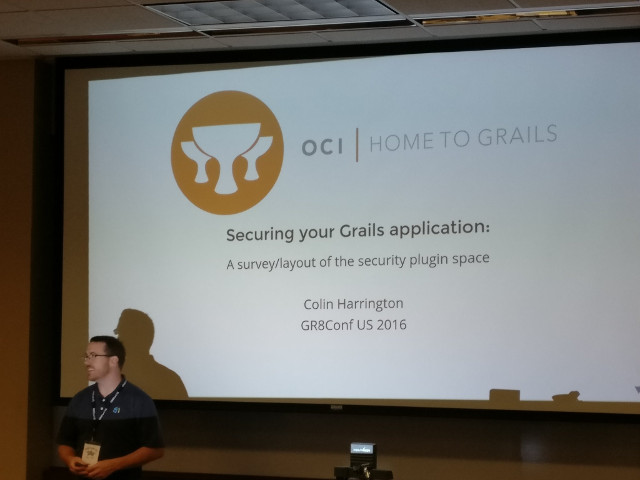 OCI | HOME TO GRAILS
Securing your Grails application:
A survey/layout of the security plugin space
Colin Harrington
GR8Conf US 2016